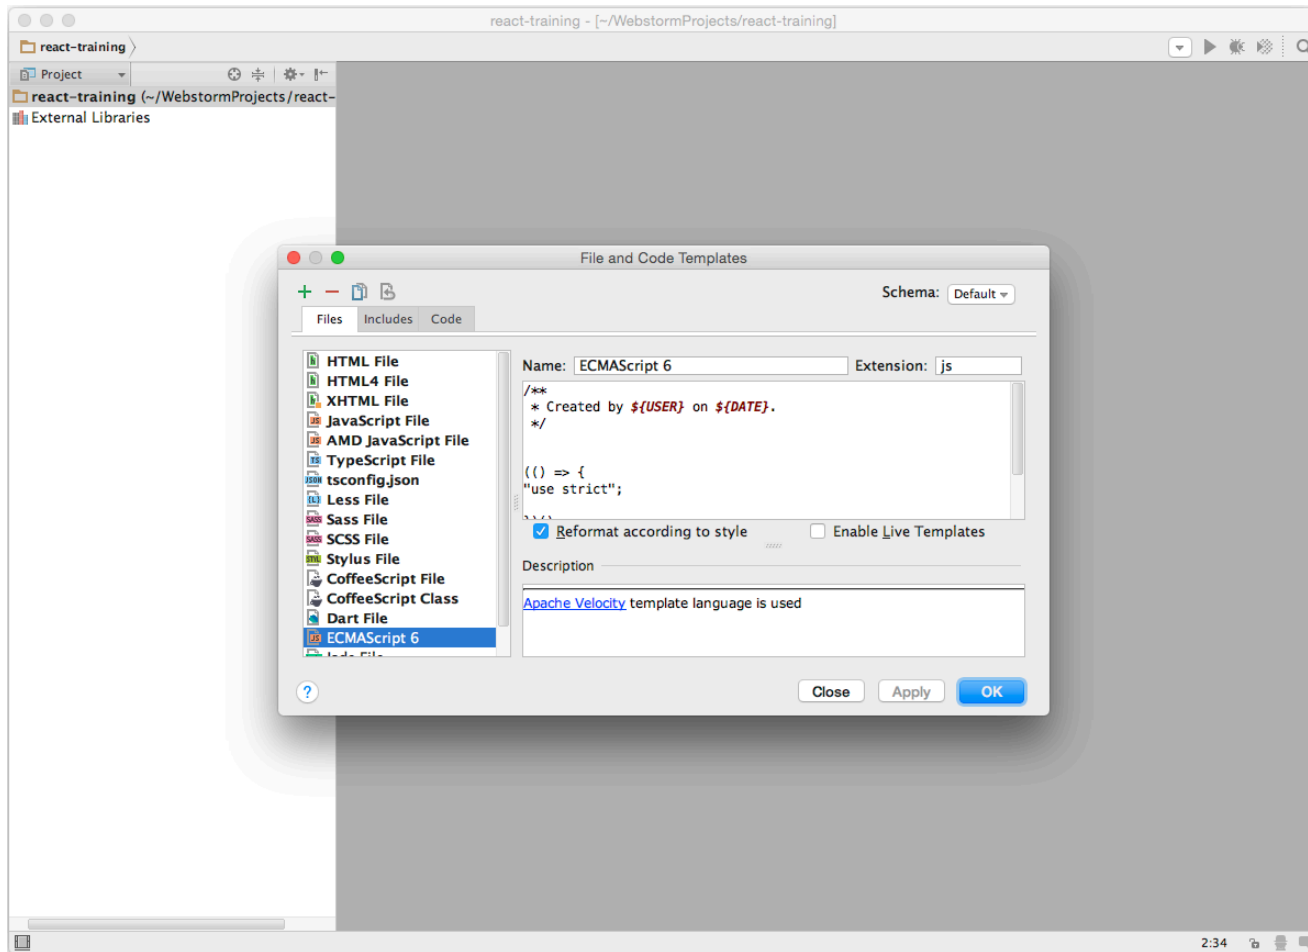 react-training - [~/WebstormProjects/react-training]
react-training
Project
react-training (~/WebstormProjects/react-
External Libraries
File and Code Templates
Schema: Default
Files Includes Code
HTML File
HTML4 File
XHTML File
JavaScript File
AMD JavaScript File
TypeScript File
tsconfig.json
Less File
Sass File
SCSS File
Stylus File
CoffeeScript File
CoffeeScript Class
Dart File
ECMAScript 6
Name: ECMAScript 6 Extension: js
/**
* Created by ${USER} on ${DATE}.
*/
(() => {
"use strict";
Reformat according to style Enable Live Templates
Description
Apache Velocity template language is used
? Close Apply OK
2:34